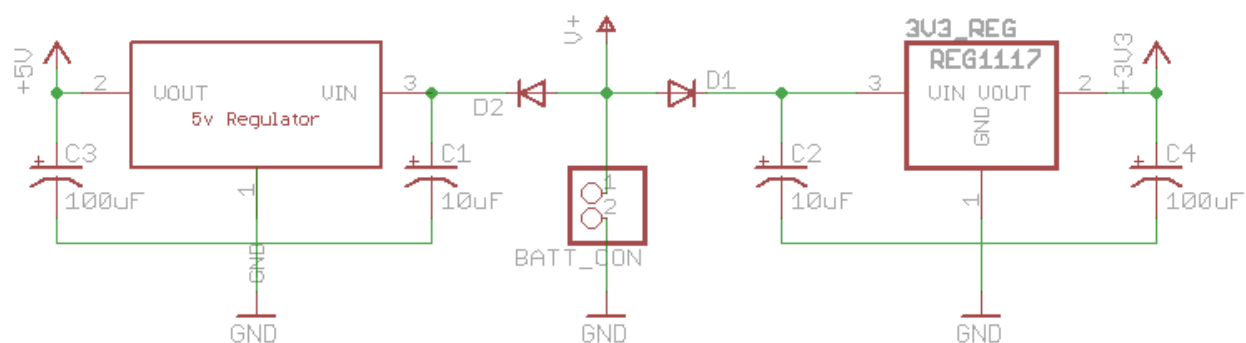 +5V
2
VOUT
VIN
5v Regulator
3
1
GND
GND
C3
100uF
C1
10uF
D2
V+
D1
1
2
BATT_CON
GND
C2
10uF
3V3_REG
REG1117
3
VIN VOUT
GND
2
1
GND
+3V3
C4
100uF
+
+
+
+